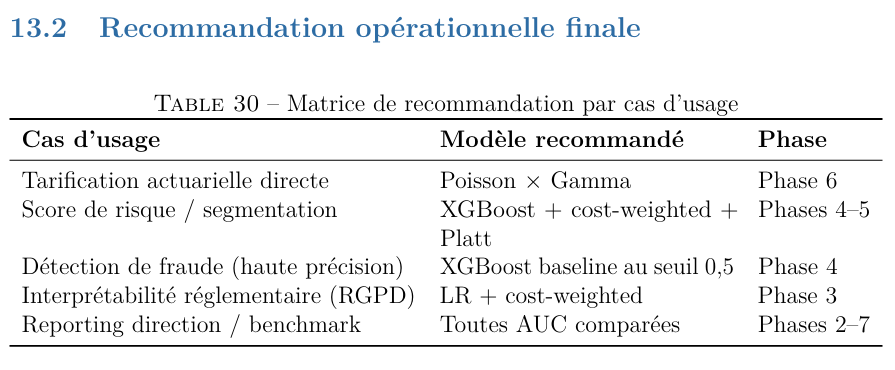 13.2 Recommandation opérationnelle finale
TABLE 30 – Matrice de recommandation par cas d'usage
Cas d'usage Modèle recommandé Phase
Tarification actuarielle directe Poisson × Gamma Phase 6
Score de risque / segmentation XGBoost + cost-weighted + Phases 4–5
Platt
Détection de fraude (haute précision) XGBoost baseline au seuil 0,5 Phase 4
Interprétabilité réglementaire (RGPD) LR + cost-weighted Phase 3
Reporting direction / benchmark Toutes AUC comparées Phases 2–7